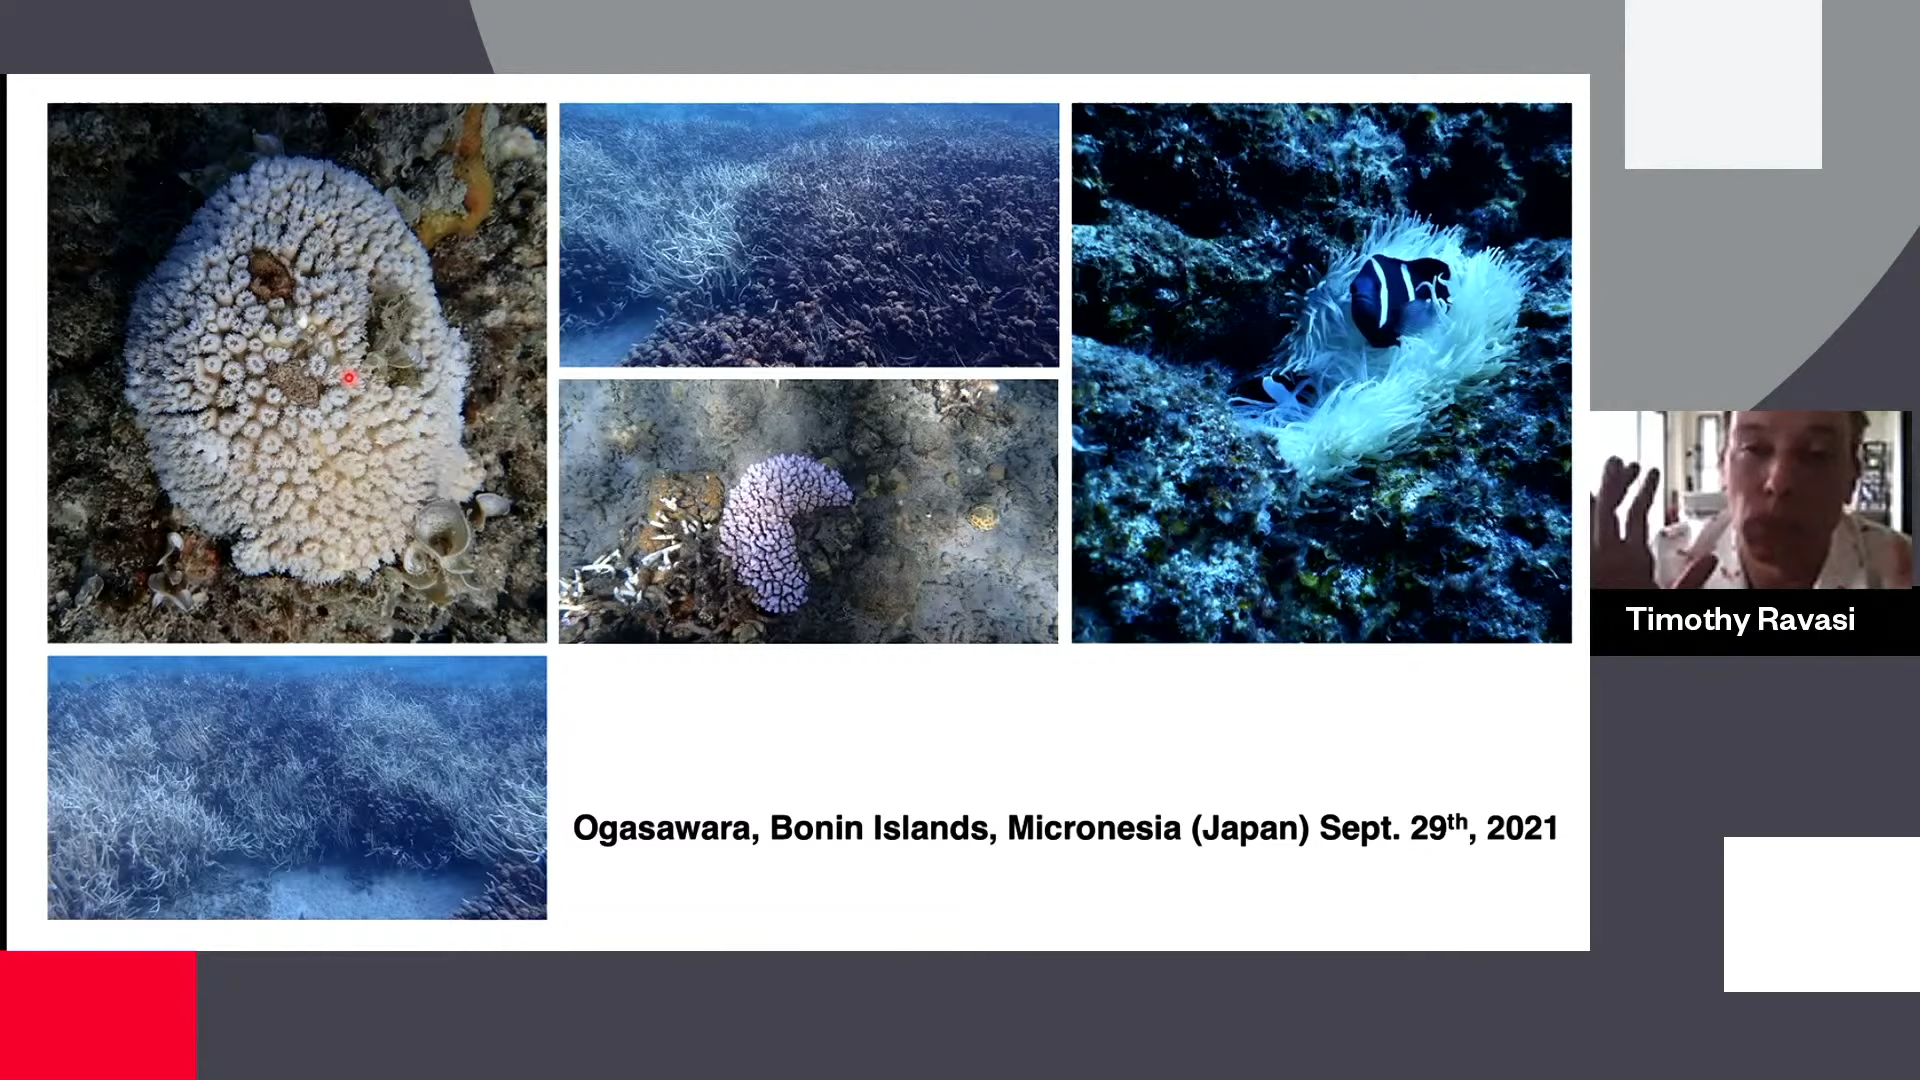 Timothy Ravasi
Ogasawara, Bonin Islands, Micronesia (Japan) Sept. 29th, 2021